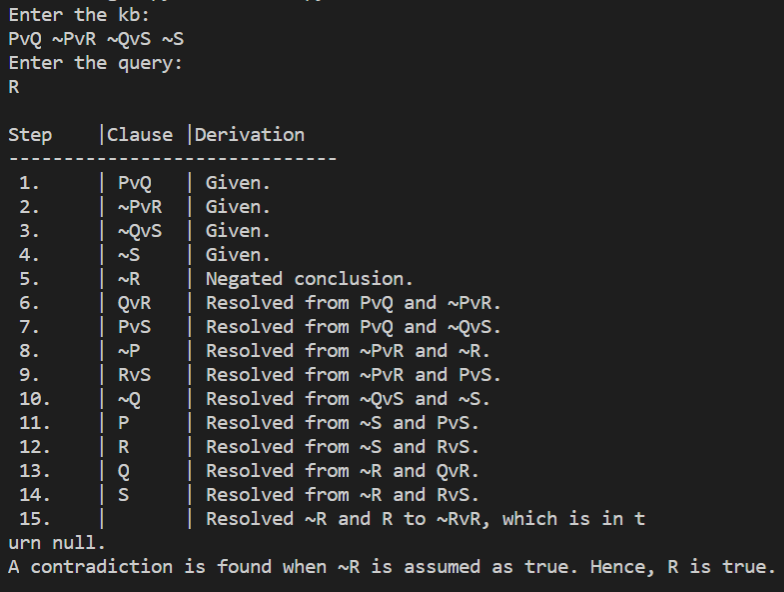 Enter the kb:
PvQ ~PvR ~QvS ~S
Enter the query:
R
Step |Clause |Derivation
------------------------------
1. | PvQ | Given.
2. | ~PvR | Given.
3. | ~QvS | Given.
4. | ~S | Given.
5. | ~R | Negated conclusion.
6. | QvR | Resolved from PvQ and ~PvR.
7. | PvS | Resolved from PvQ and ~QvS.
8. | ~P | Resolved from ~PvR and ~R.
9. | RvS | Resolved from ~PvR and PvS.
10. | ~Q | Resolved from ~QvS and ~S.
11. | P | Resolved from ~S and PvS.
12. | R | Resolved from ~S and RvS.
13. | Q | Resolved from ~R and QvR.
14. | S | Resolved from ~R and RvS.
15. | | Resolved ~R and R to ~RvR, which is in t
urn null.
A contradiction is found when ~R is assumed as true. Hence, R is true.